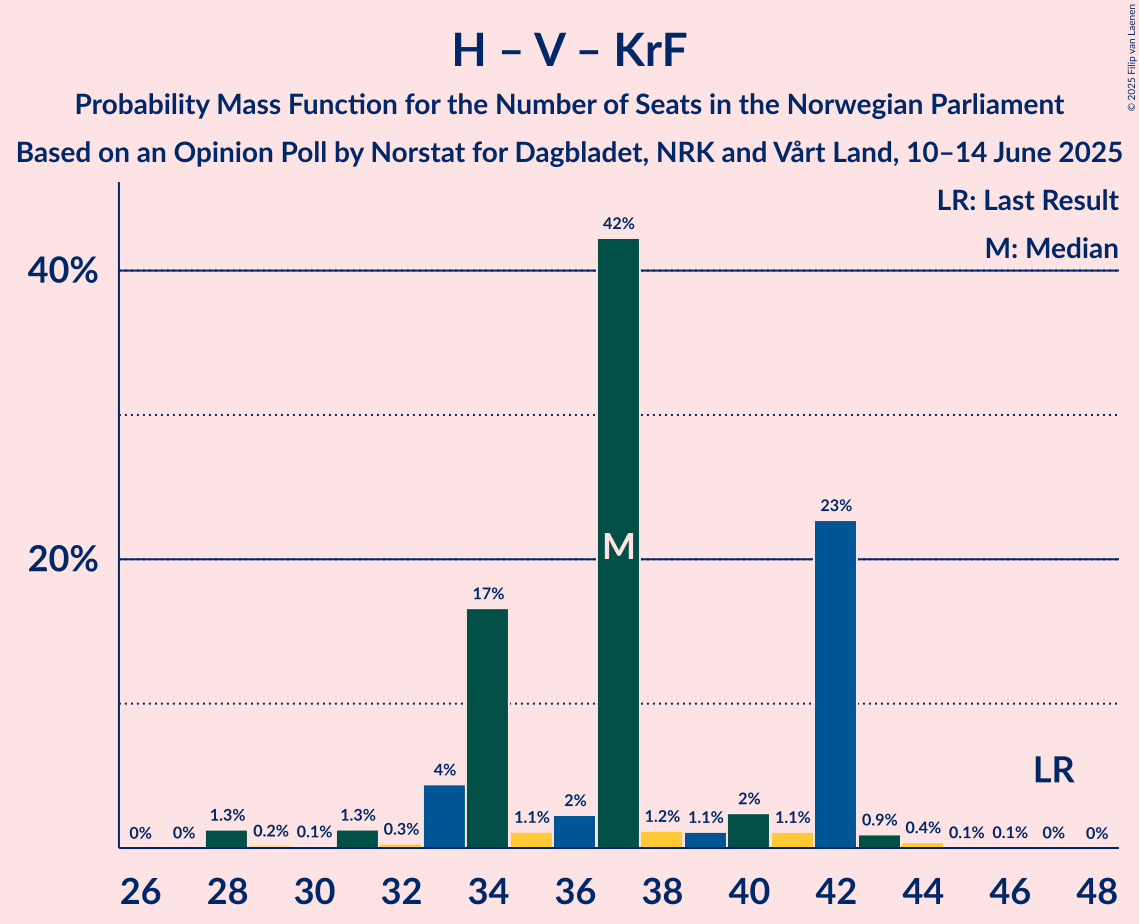 H – V – KrF
Probability Mass Function for the Number of Seats in the Norwegian Parliament
Based on an Opinion Poll by Norstat for Dagbladet, NRK and Vårt Land, 10–14 June 2025
© 2025 Filip van Laenen
LR: Last Result
M: Median
40%
20%
0%
0%
1.3%
0.2%
0.1%
1.3%
0.3%
4%
17%
1.1%
2%
42%
M
1.2%
1.1%
2%
1.1%
23%
0.9%
0.4%
0.1%
0.1%
0%
0%
LR
26 28 30 32 34 36 38 40 42 44 46 48